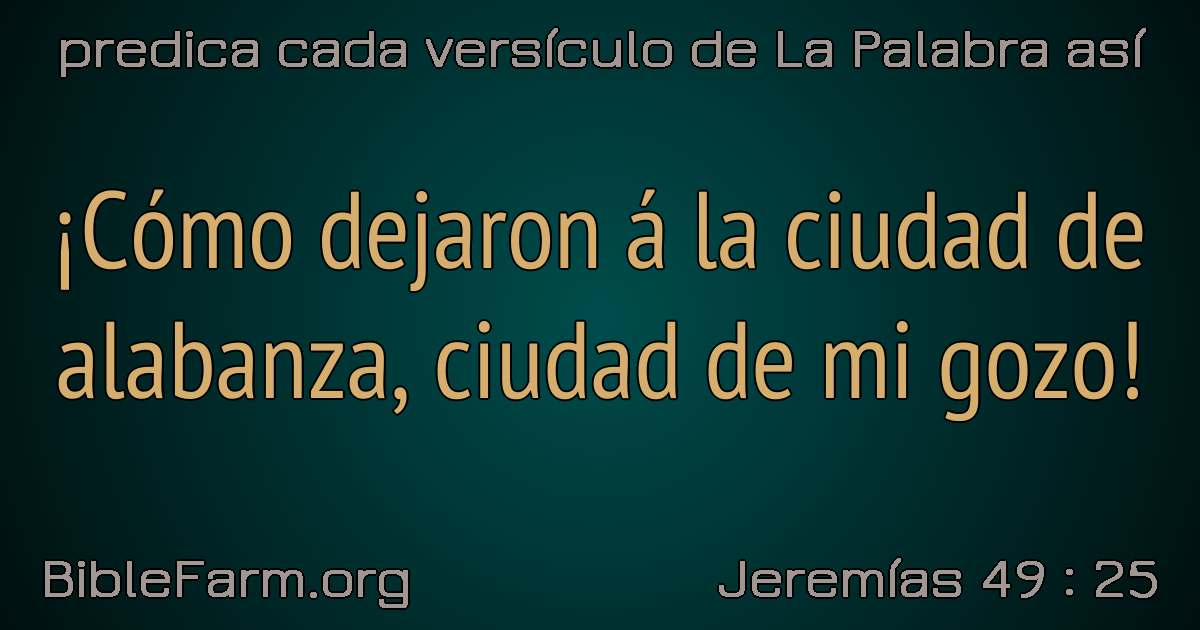 predica cada versículo de La Palabra así
¡Cómo dejaron á la ciudad de
alabanza, ciudad de mi gozo!
BibleFarm.org
Jeremías 49 : 25